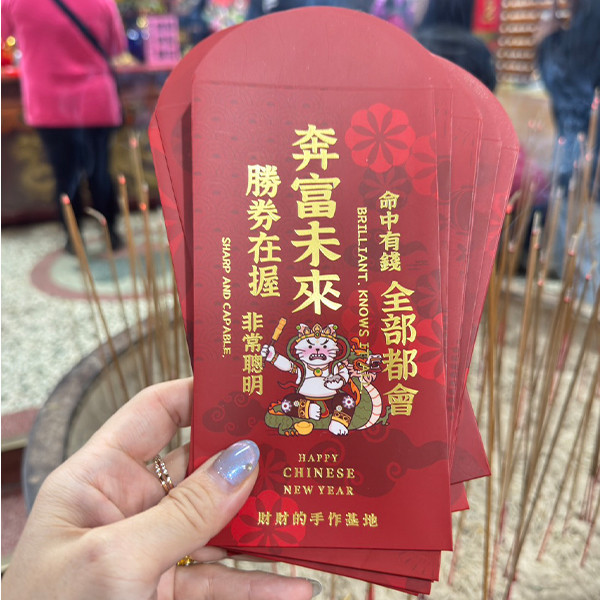 命中有錢
全部都會
BRILLIANT. KNOWS IT
奔富未來
勝券在握
非常聰明
SHARP AND CAPABLE.
HAPPY
CHINESE
NEW YEAR
財財的手作基地